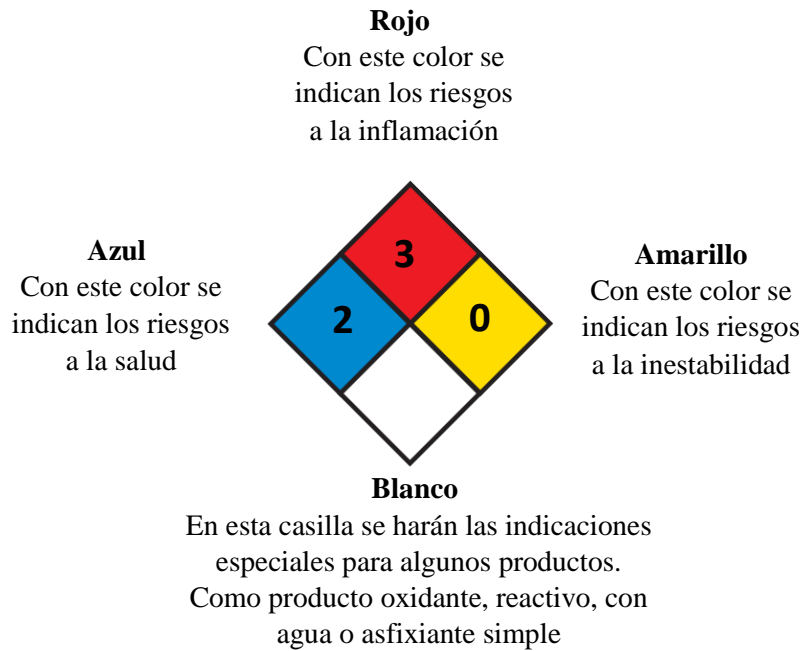 Rojo
Con este color se
indican los riesgos
a la inflamación
3
Azul
Con este color se
indican los riesgos
a la salud
2
0
Amarillo
Con este color se
indican los riesgos
a la inestabilidad
Blanco
En esta casilla se harán las indicaciones
especiales para algunos productos.
Como producto oxidante, reactivo, con
agua o asfixiante simple